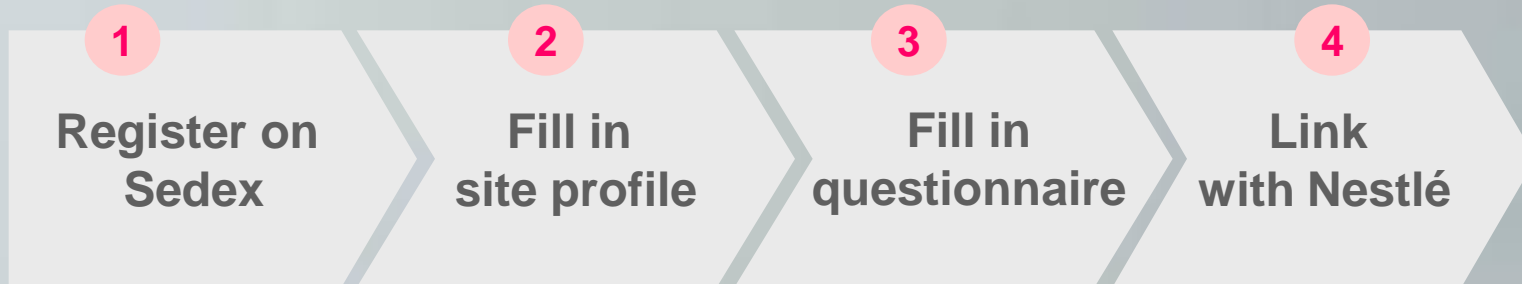 1
Register on
Sedex
2
Fill in
site profile
3
Fill in
questionnaire
4
Link
with Nestlé